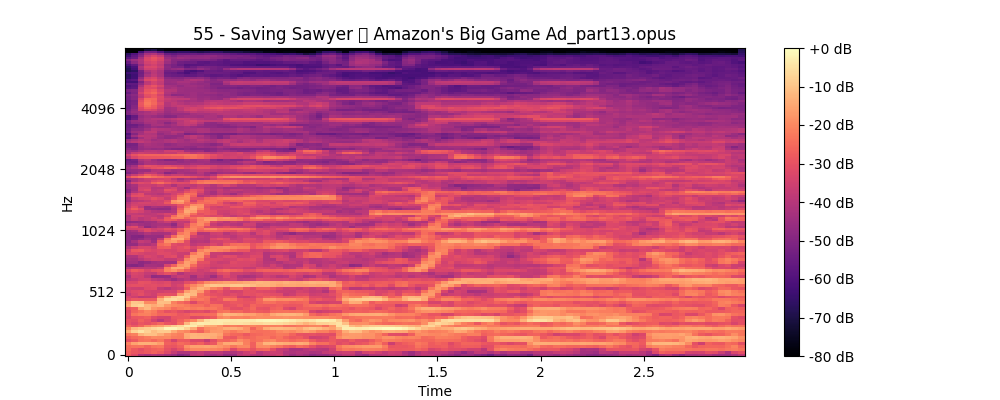 55 - Saving Sawyer  Amazon's Big Game Ad_part13.opus
+0 dB
4096
-10 dB
-20 dB
2048
-30 dB
Hz
-40 dB
1024
-50 dB
512
-60 dB
-70 dB
0
-80 dB
0 0.5 1 1.5 2 2.5
Time